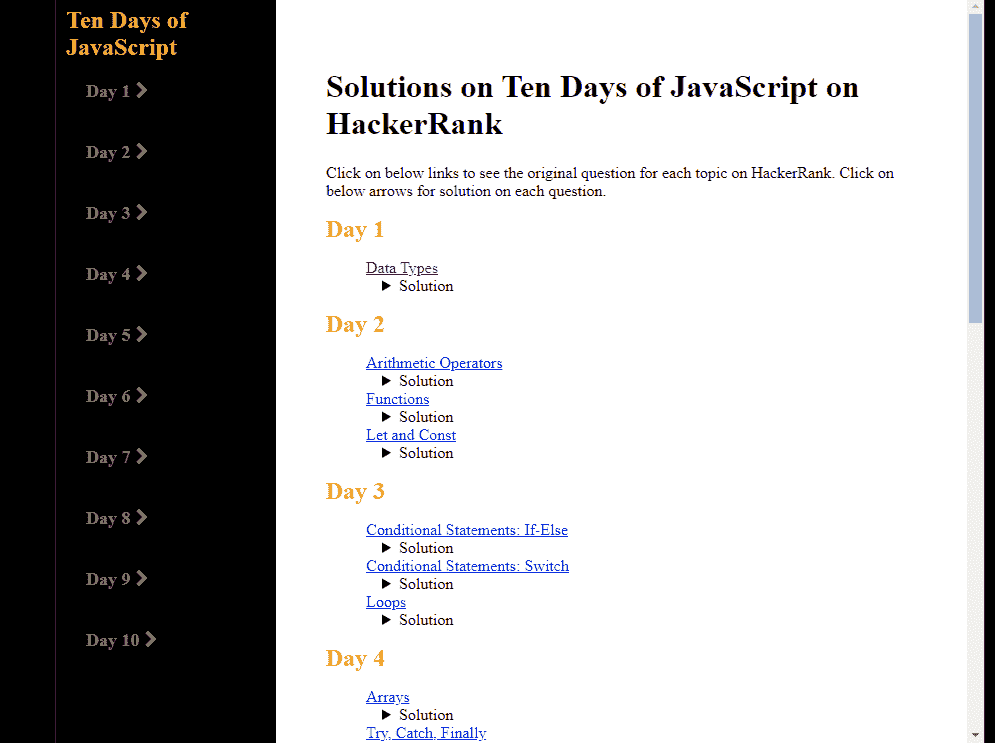 Ten Days of
JavaScript
Day 1
Day 2
Day 3
Day 4
Day 5
Day 6
Day 7
Day 8
Day 9
Day 10
Solutions on Ten Days of JavaScript on
HackerRank
Click on below links to see the original question for each topic on HackerRank. Click on
below arrows for solution on each question.
Day 1
Data Types
Solution
Day 2
Arithmetic Operators
Solution
Functions
Solution
Let and Const
Solution
Day 3
Conditional Statements: If-Else
Solution
Conditional Statements: Switch
Solution
Loops
Solution
Day 4
Arrays
Solution
Try, Catch, Finally